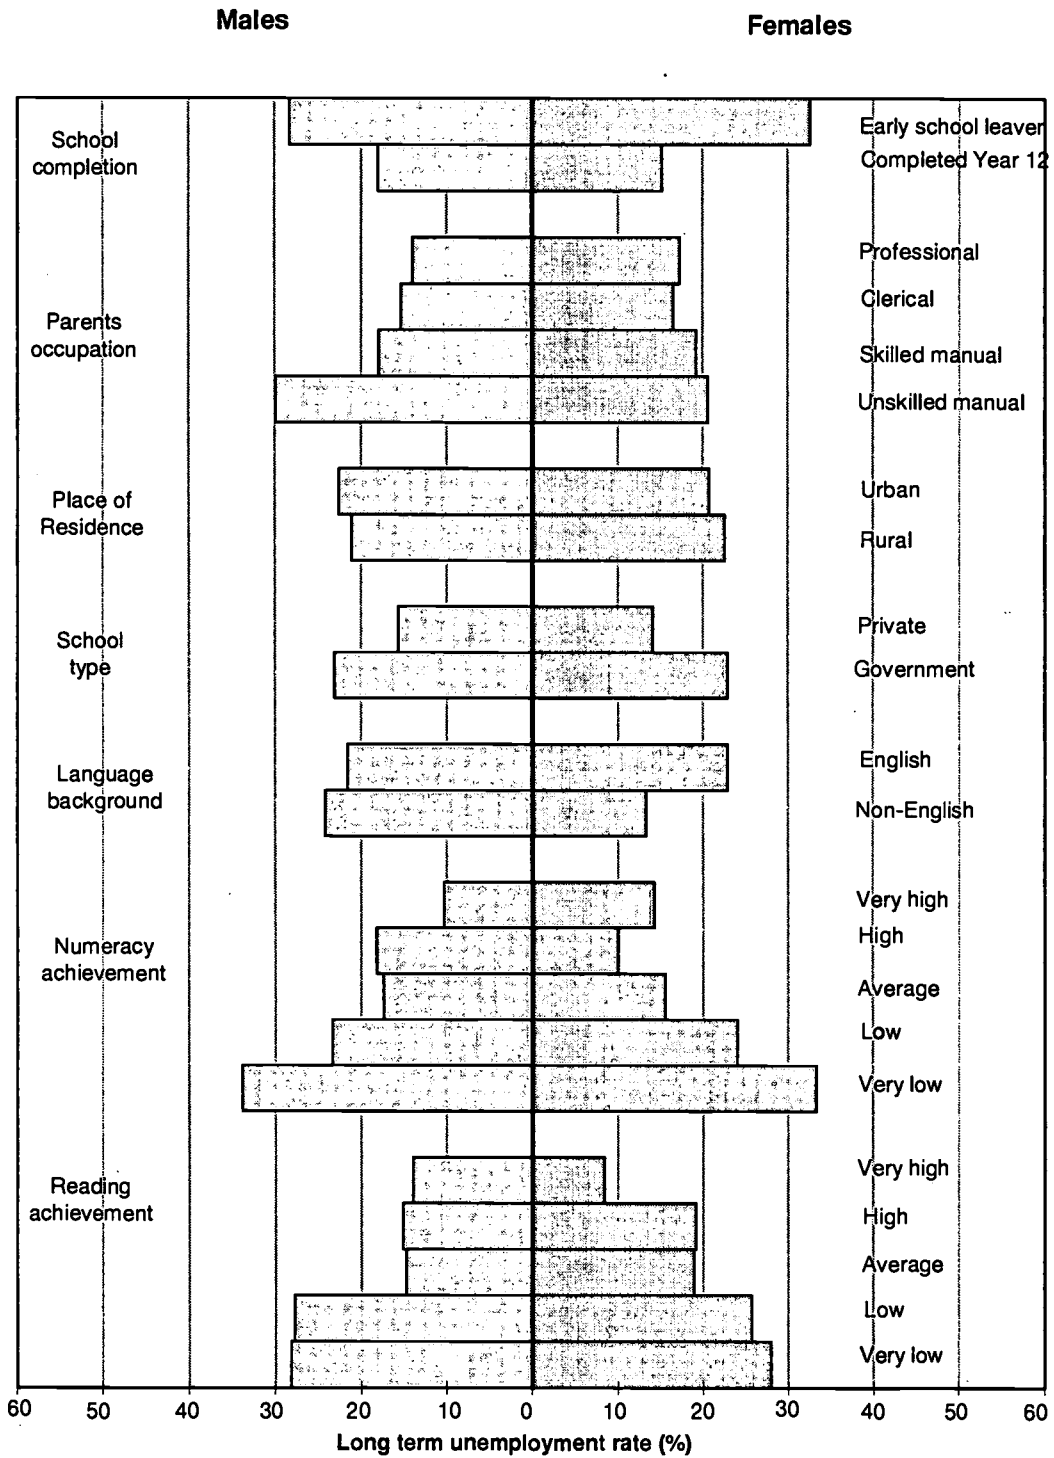 Males
Females
School
completion
Early school leaver
Completed Year 12
Parents
occupation
Professional
Clerical
Skilled manual
Unskilled manual
Place of
Residence
Urban
Rural
School
type
Private
Government
Language
background
English
Non-English
Numeracy
achievement
Very high
High
Average
Low
Very low
Reading
achievement
Very high
High
Average
Low
Very low
60 50 40 30 20 10 0 10 20 30 40 50 60
Long term unemployment rate (%)